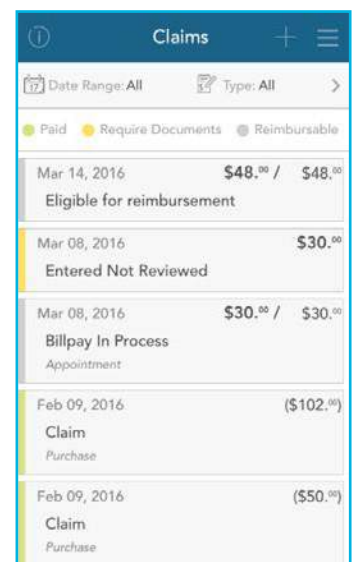 Claims
Date Range: All Type: All
Paid Require Documents Reimbursable
Mar 14, 2016 $48.00 / $48.00
Eligible for reimbursement
Mar 08, 2016 $30.00
Entered Not Reviewed
Mar 08, 2016 $30.00 / $30.00
Billpay In Process
Appointment
Feb 09, 2016 ($102.00)
Claim
Purchase
Feb 09, 2016 ($50.00)
Claim
Purchase